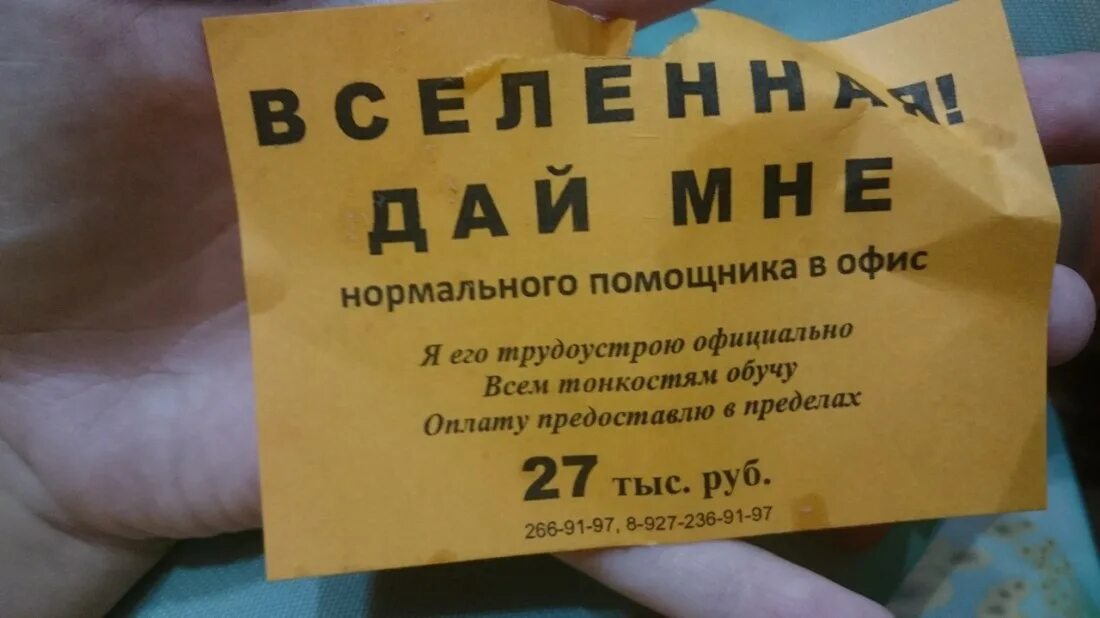 ВСЕЛЕННАЯ!
ДАЙ МНЕ
нормального помощника в офис
Я его трудоустрою официально
Всем тонкостям обучу
Оплату предоставлю в пределах
27 тыс. руб.
266-91-97, 8-927-236-91-97